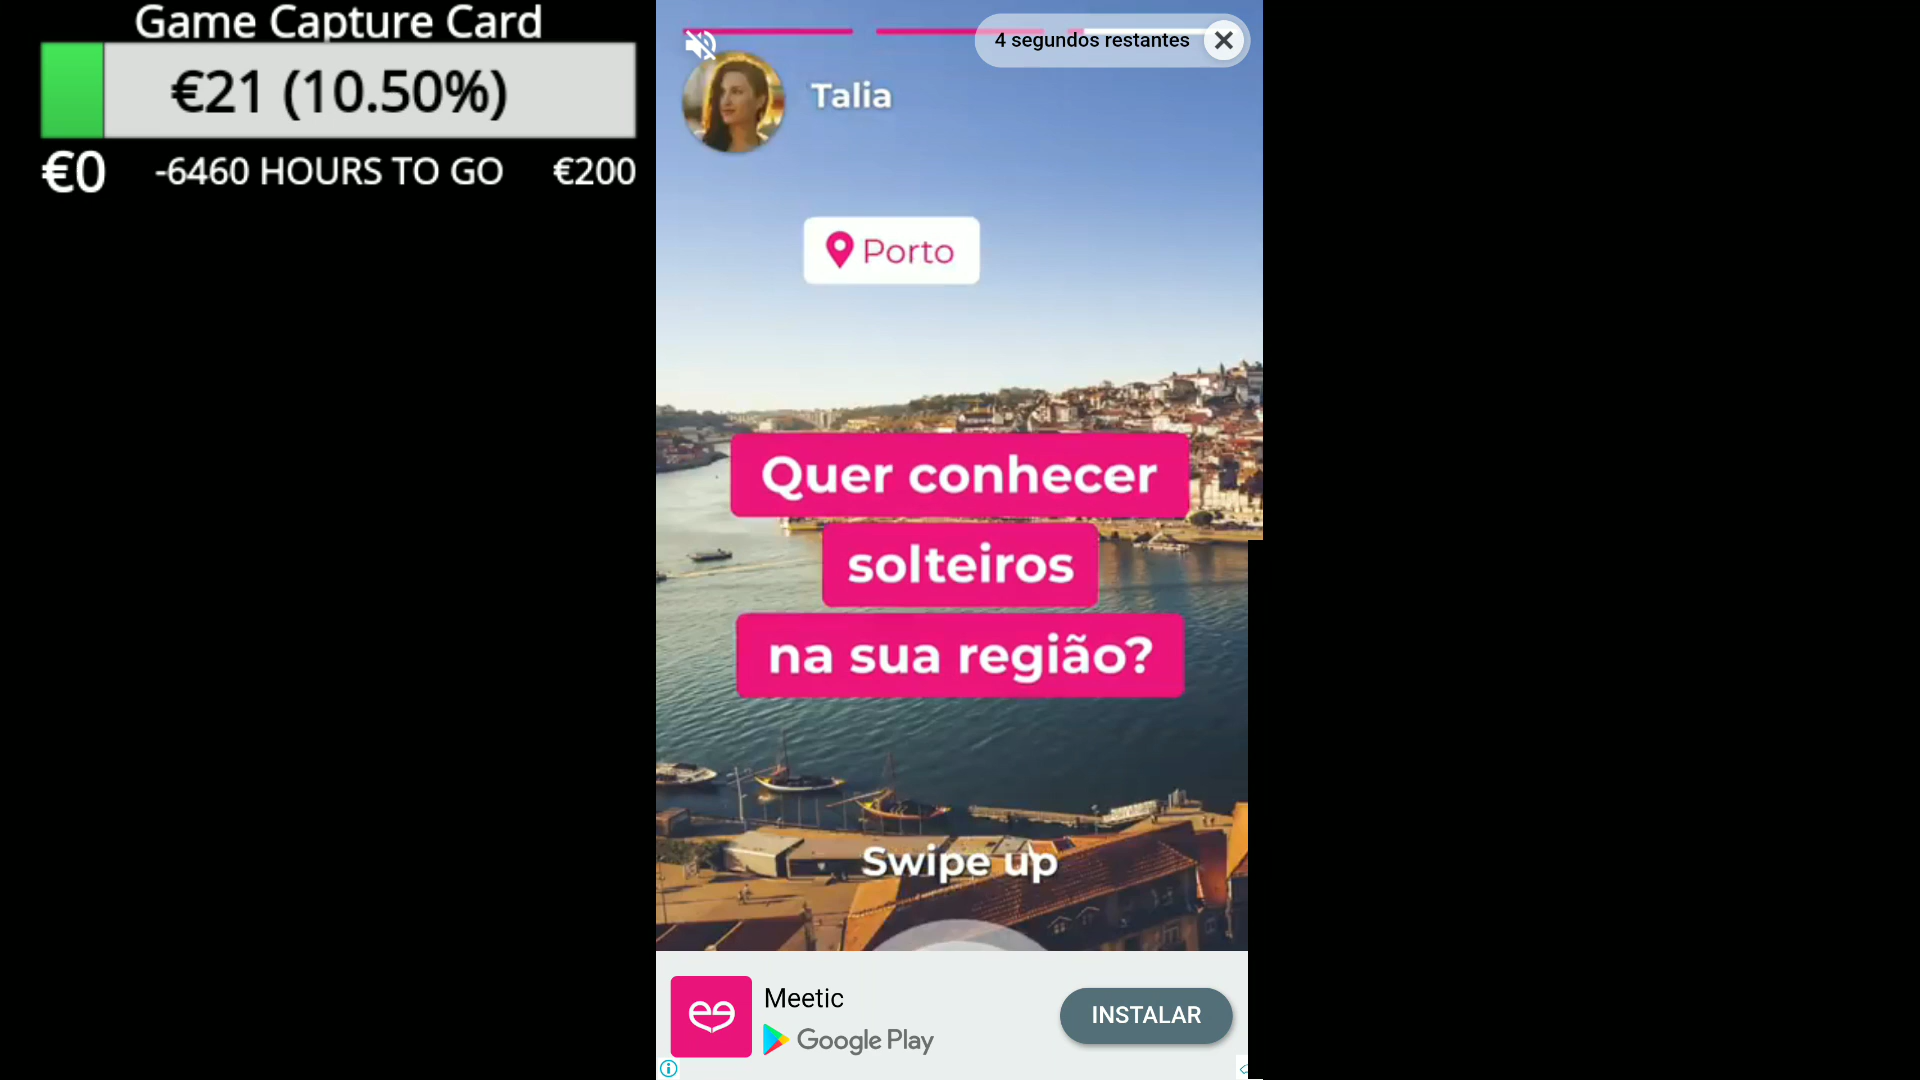 Game Capture Card
€21 (10.50%)
€0 -6460 HOURS TO GO €200
4 segundos restantes
Talia
Porto
Quer conhecer
solteiros
na sua região?
Swipe up
Meetic
Google Play
INSTALAR